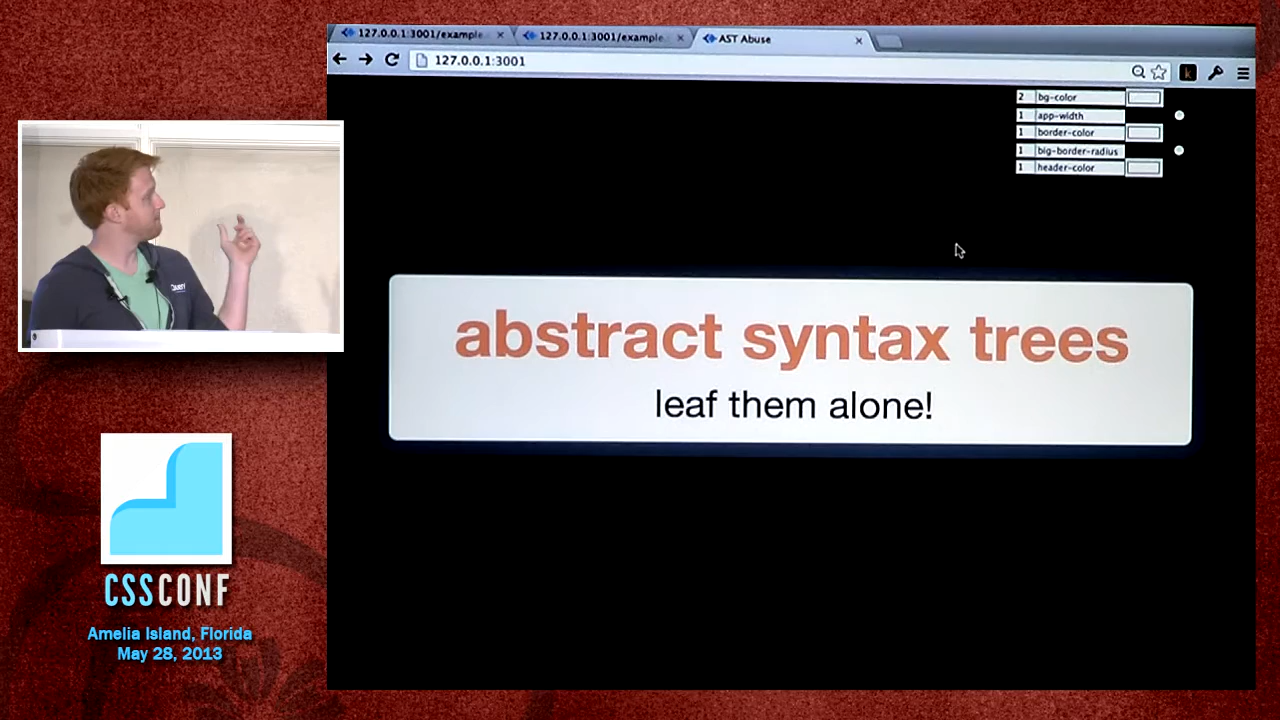 127.0.0.1:3001/example
127.0.0.1:3001/example
AST Abuse
127.0.0.1:3001
2 bg-color
1 app-width
1 border-color
1 big-border-radius
1 header-color
abstract syntax trees
leaf them alone!
CSSCONF
Amelia Island, Florida
May 28, 2013